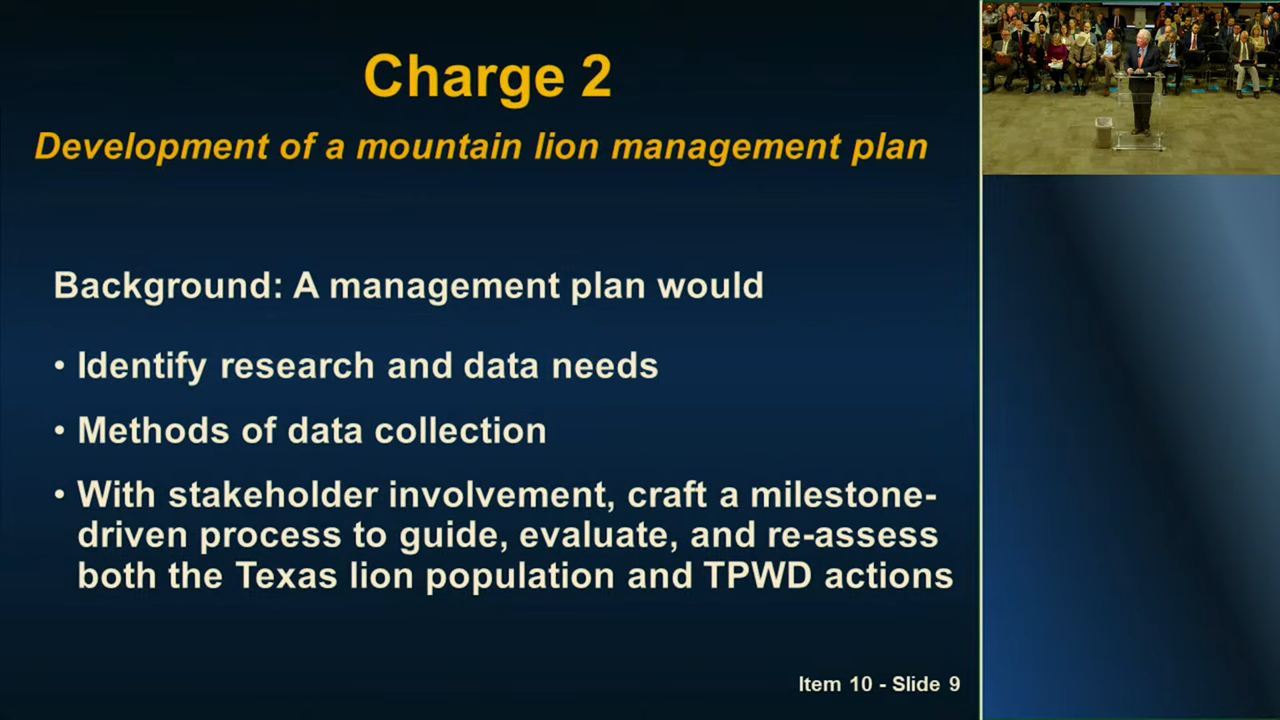 Charge 2
Development of a mountain lion management plan
Background: A management plan would
• Identify research and data needs
• Methods of data collection
• With stakeholder involvement, craft a milestone-
driven process to guide, evaluate, and re-assess
both the Texas lion population and TPWD actions
Item 10 - Slide 9